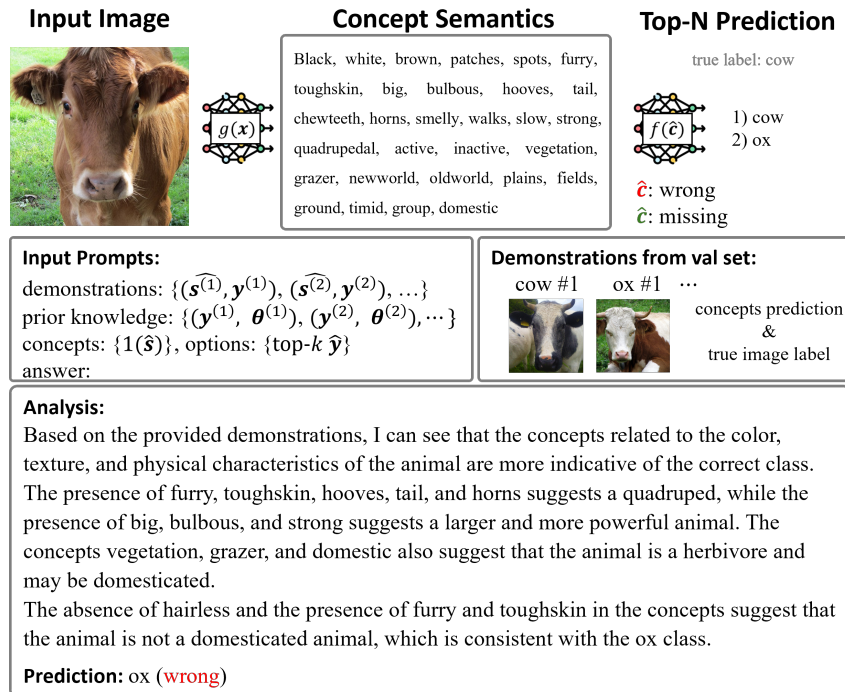 Input Image
Concept Semantics
Top-N Prediction
Black, white, brown, patches, spots, furry,
toughskin, big, bulbous, hooves, tail,
chewteeth, horns, smelly, walks, slow, strong,
quadrupedal, active, inactive, vegetation,
grazer, newworld, oldworld, plains, fields,
ground, timid, group, domestic
g(x)
true label: cow
f(ĉ)
1) cow
2) ox
ĉ: wrong
ĉ: missing
Input Prompts:
demonstrations: {(ŝ⁽¹⁾, y⁽¹⁾), (ŝ⁽²⁾, y⁽²⁾), …}
prior knowledge: {(y⁽¹⁾, θ⁽¹⁾), (y⁽²⁾, θ⁽²⁾), ⋯}
concepts: {1(ŝ)}, options: {top-k ŷ}
answer:
Demonstrations from val set:
cow #1 ox #1 ⋯
concepts prediction
&
true image label
Analysis:
Based on the provided demonstrations, I can see that the concepts related to the color,
texture, and physical characteristics of the animal are more indicative of the correct class.
The presence of furry, toughskin, hooves, tail, and horns suggests a quadruped, while the
presence of big, bulbous, and strong suggests a larger and more powerful animal. The
concepts vegetation, grazer, and domestic also suggest that the animal is a herbivore and
may be domesticated.
The absence of hairless and the presence of furry and toughskin in the concepts suggest that
the animal is not a domesticated animal, which is consistent with the ox class.
Prediction: ox (wrong)